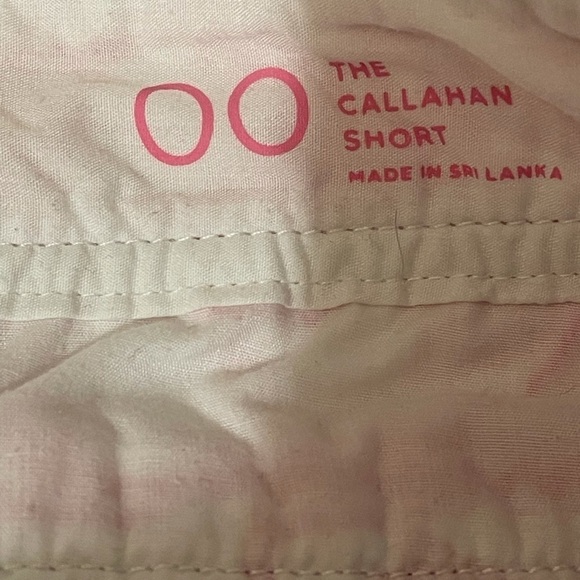 00
THE
CALLAHAN
SHORT
MADE IN SRI LANKA